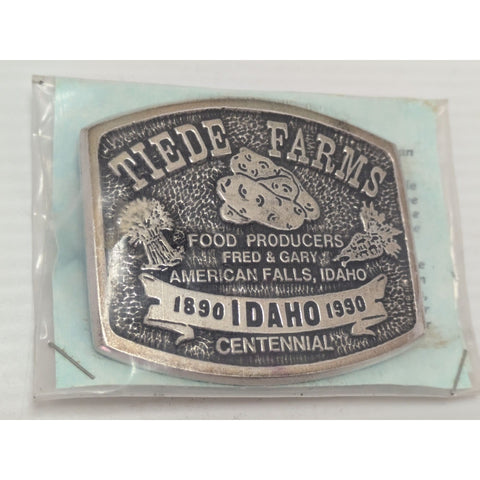 TIEDE FARMS
FOOD PRODUCERS
FRED & GARY
AMERICAN FALLS, IDAHO
1890 IDAHO 1990
CENTENNIAL